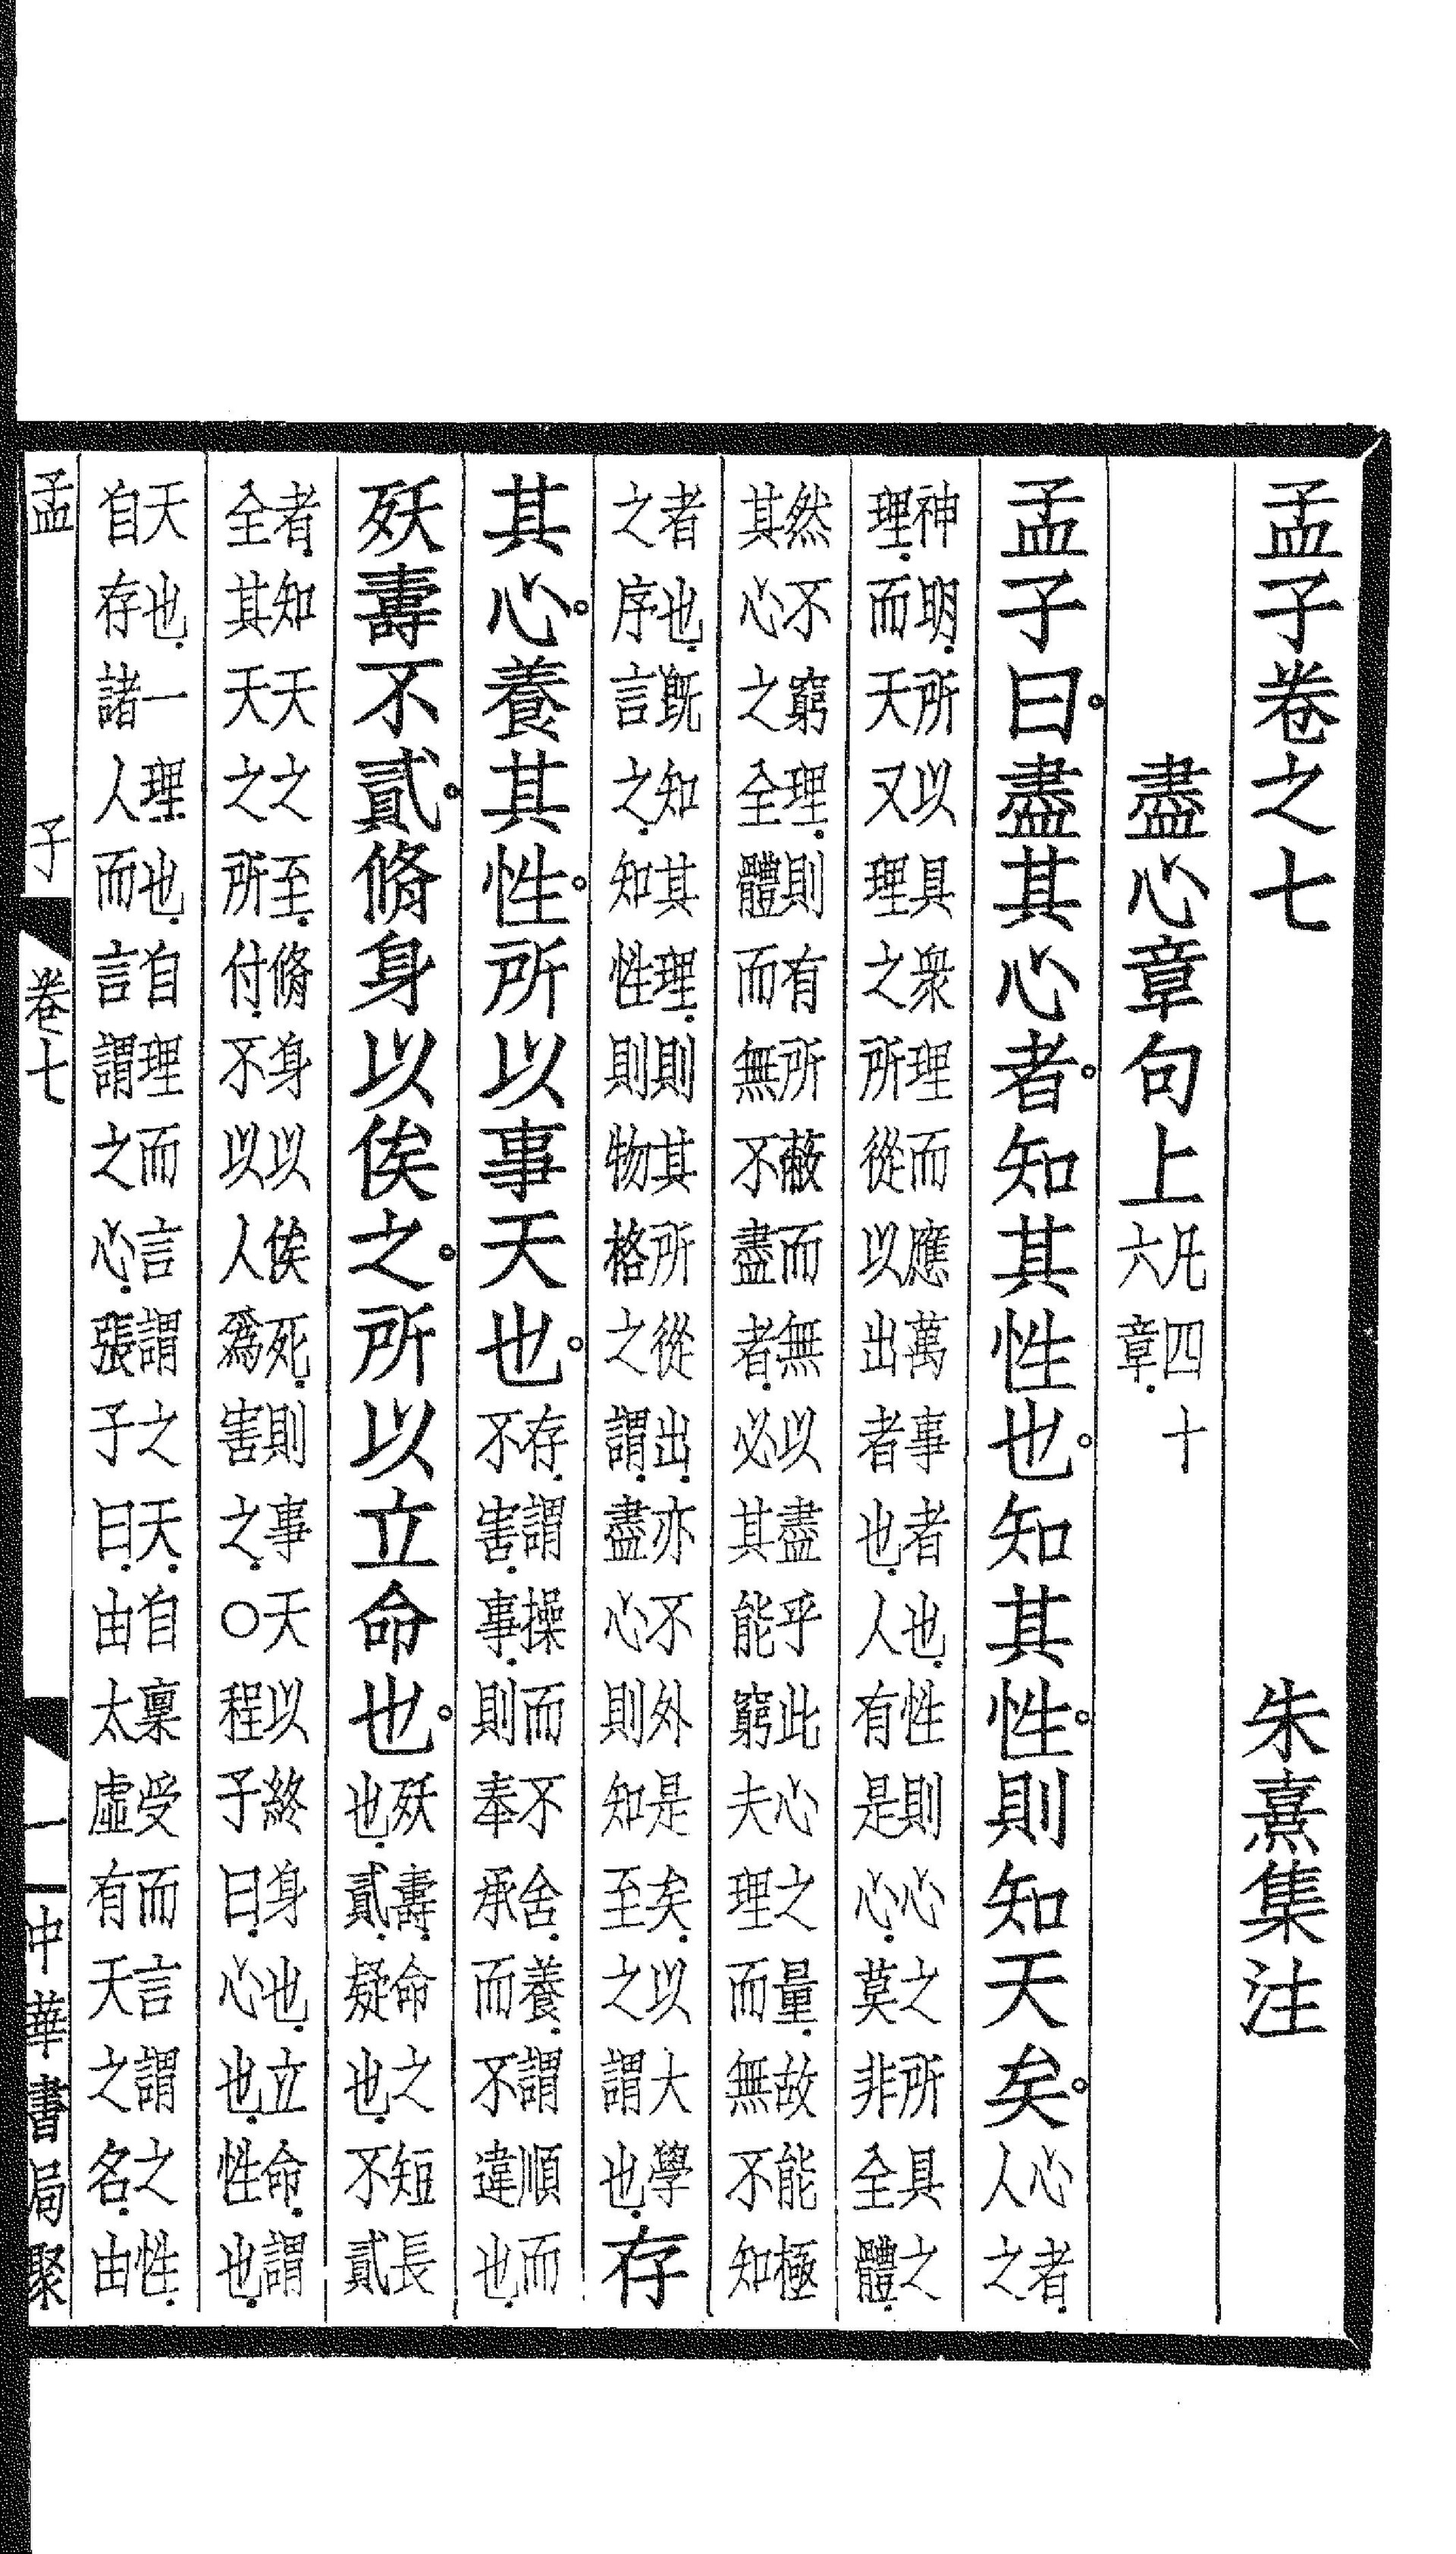 孟子卷之七　朱熹集注
盡心章句上凡四十六章.
孟子曰。盡其心者。知其性也。知其性。則知天矣。心者.人之
神明.所以具衆理而應萬事者也.性則心之所具之
理.而天又理之所從以出者也.人有是心.莫非全體.
然不窮理.則有所蔽而無以盡乎此心之量.故能極
其心之全體而無不盡者.必其能窮夫理而無不知
者也.既知其理.則其所從出.亦不外是矣.以大學
之序言之.知性則物格之謂.盡心則知至之謂也.存
其心。養其性。所以事天也。存.謂操而不舍.養.謂順而不害.事.則奉承而不違也.
殀壽不貳。脩身以俟之。所以立命也。殀壽.命之短長也.貳.疑也.不貳
者.知天之至.脩身以俟死.則事天以終身也.立命.謂
全其天之所付.不以人爲害之.○程子曰.心也.性也.
天也.一理也.自理而言謂之天.自稟受而言謂之性.
自存諸人而言謂之心.張子曰.由太虛有天之名.由
孟子　卷七　一　中華書局聚